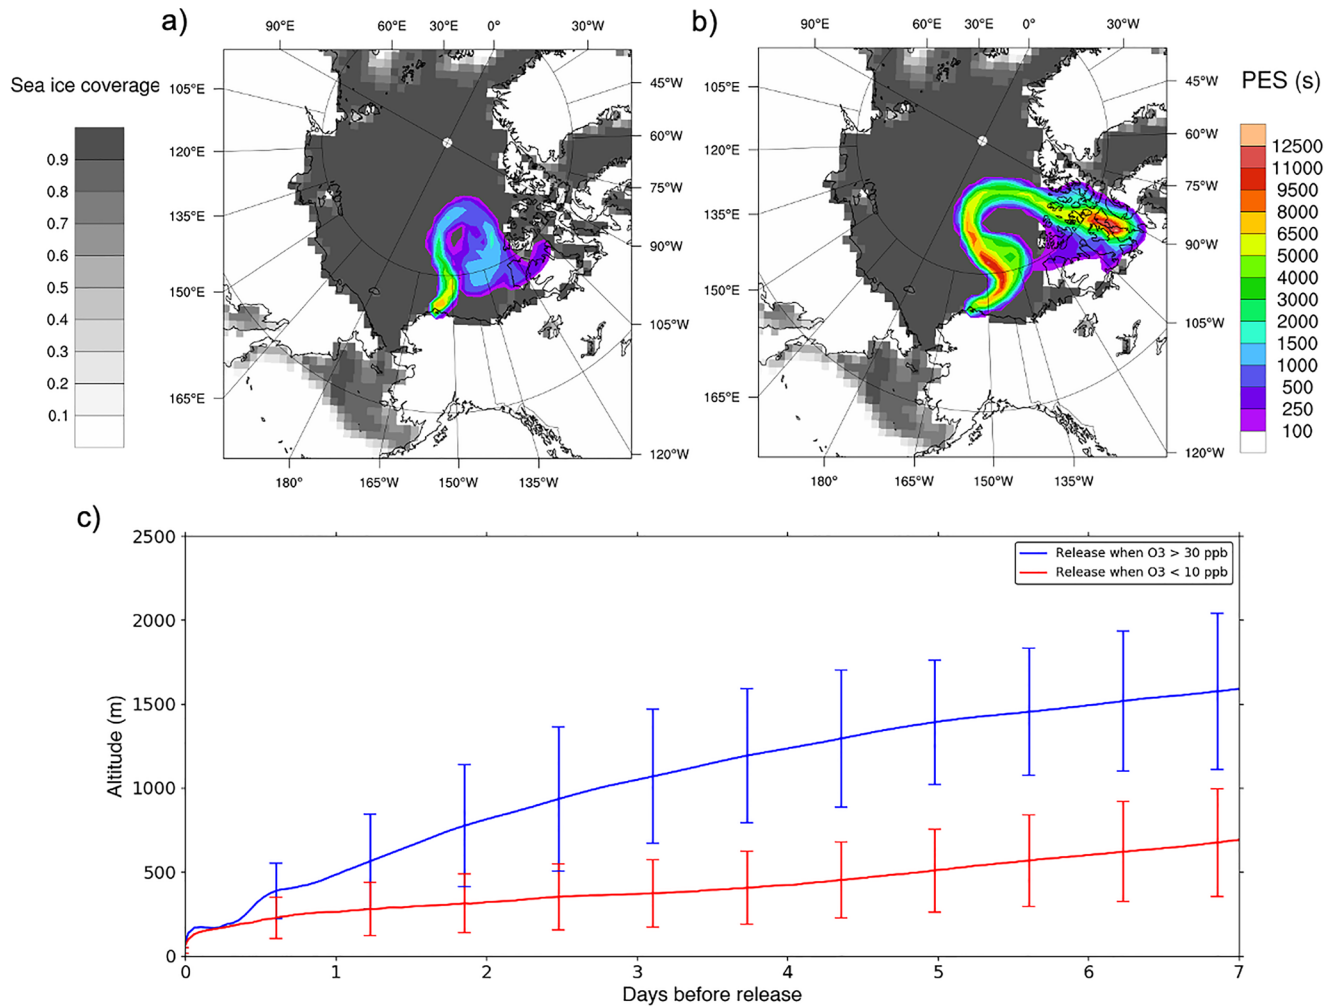 a)
90°E 60°E 30°E 0° 30°W
b)
90°E 60°E 30°E 0° 30°W
Sea ice coverage
0.9
0.8
0.7
0.6
0.5
0.4
0.3
0.2
0.1
105°E
120°E
135°E
150°E
165°E
45°W
60°W
75°W
90°W
105°W
120°W
180° 165°W 150°W 135°W
105°E
120°E
135°E
150°E
165°E
45°W
60°W
75°W
90°W
105°W
120°W
180° 165°W 150°W 135°W
PES (s)
12500
11000
9500
8000
6500
5000
4000
3000
2000
1500
1000
500
250
100
c)
2500
2000
1500
1000
500
0
Altitude (m)
Release when O3 > 30 ppb
Release when O3 < 10 ppb
0 1 2 3 4 5 6 7
Days before release